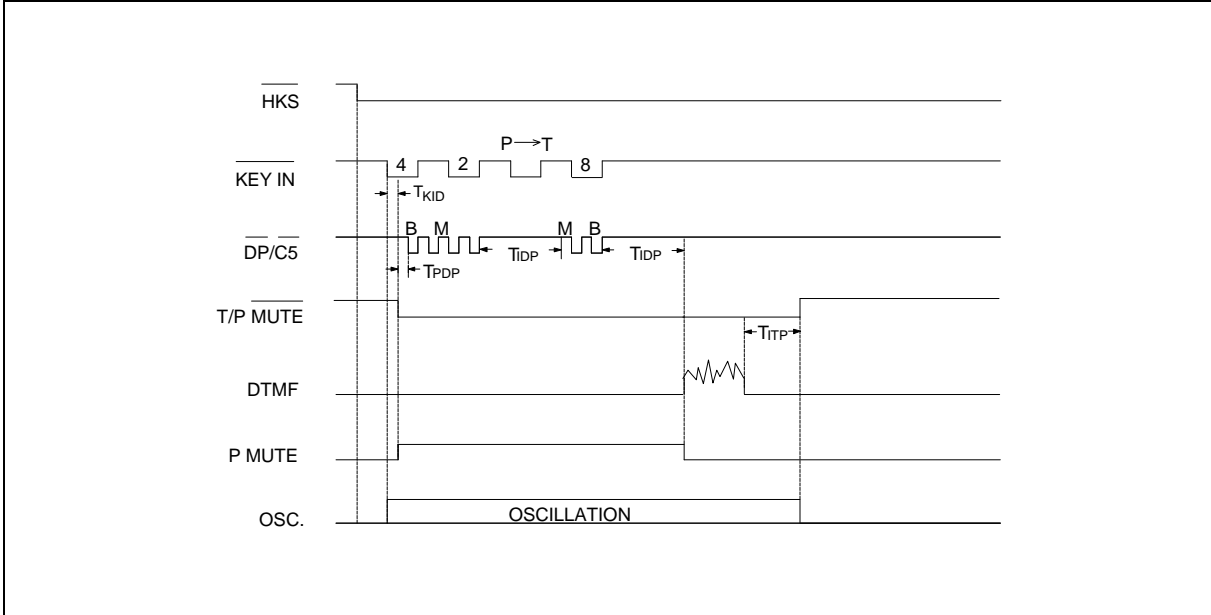 HKS
P→T
KEY IN
4 2 8
TKID
B M M B
DP/C5
TIDP TIDP
TPDP
T/P MUTE
TITP
DTMF
P MUTE
OSC.
OSCILLATION